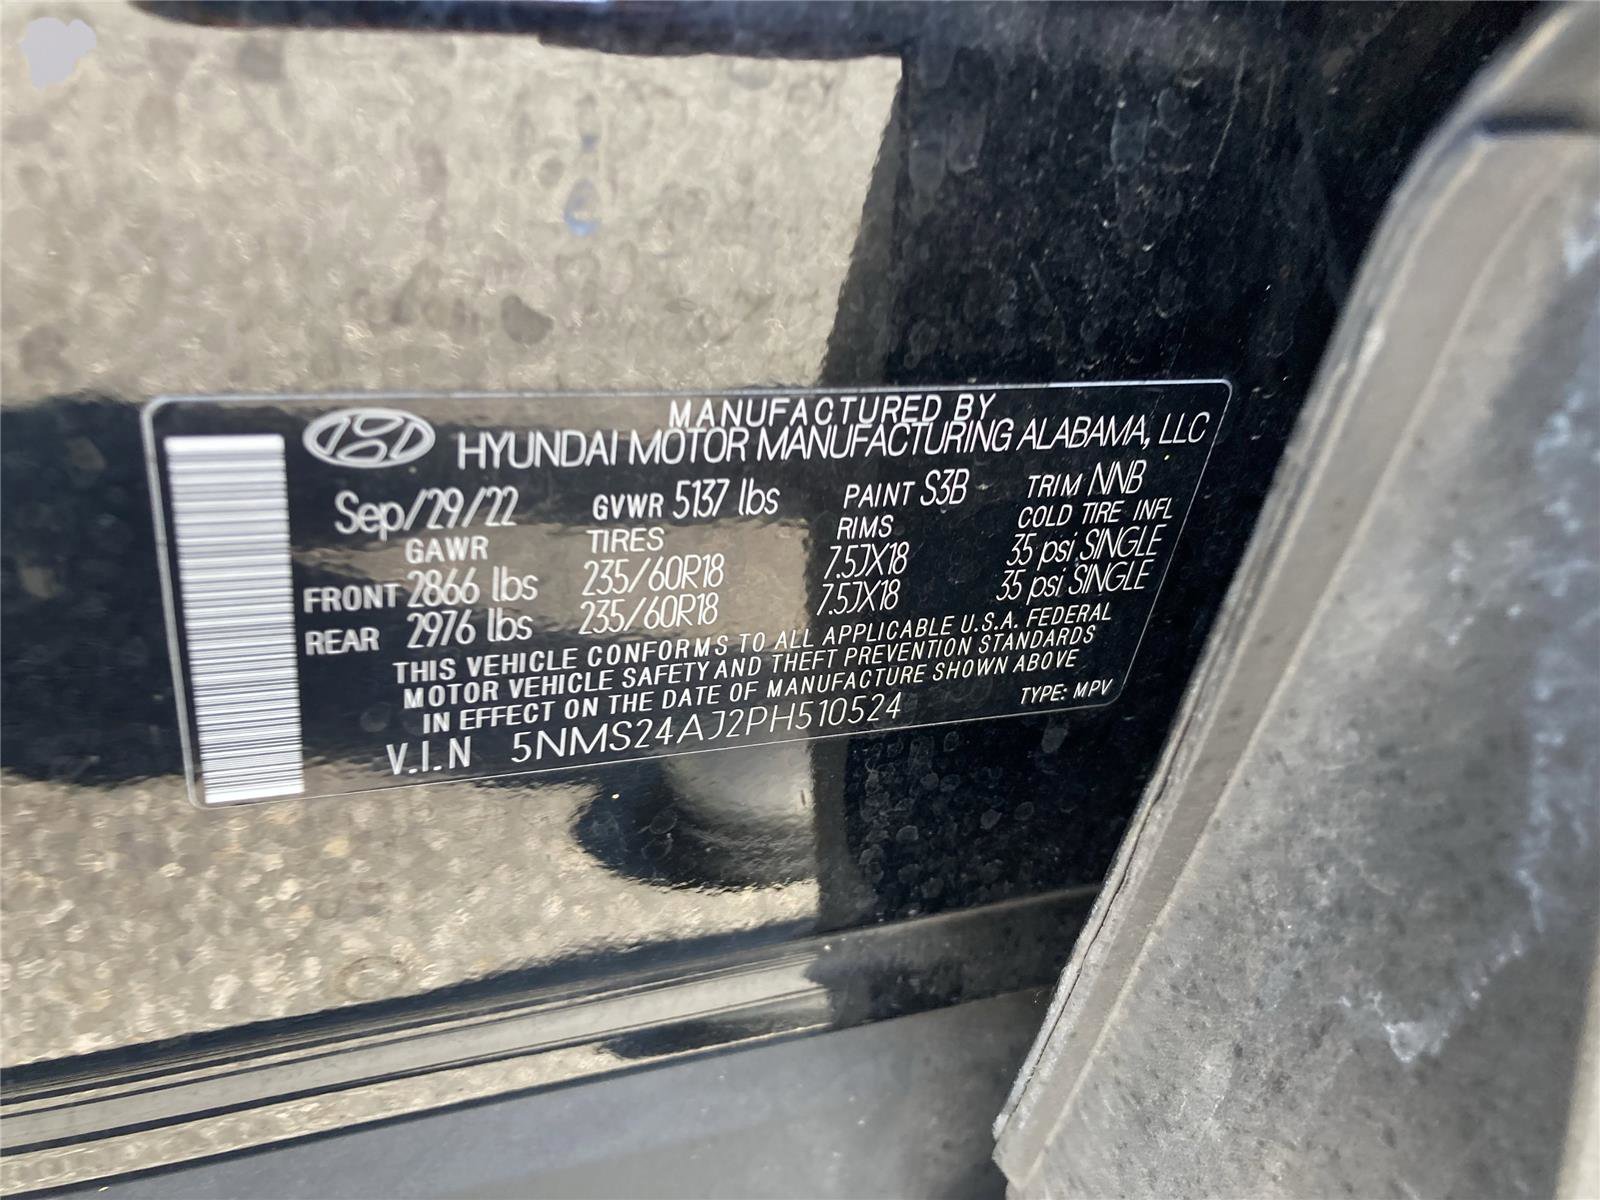 MANUFACTURED BY
HYUNDAI MOTOR MANUFACTURING ALABAMA, LLC
Sep/29/22 GVWR 5137 lbs PAINT S3B TRIM NNB
GAWR TIRES RIMS COLD TIRE INFL
FRONT 2866 lbs 235/60R18 7.5JX18 35 psi SINGLE
REAR 2976 lbs 235/60R18 7.5JX18 35 psi SINGLE
THIS VEHICLE CONFORMS TO ALL APPLICABLE U.S.A. FEDERAL
MOTOR VEHICLE SAFETY AND THEFT PREVENTION STANDARDS
IN EFFECT ON THE DATE OF MANUFACTURE SHOWN ABOVE
V.I.N 5NMS24AJ2PH510524 TYPE: MPV